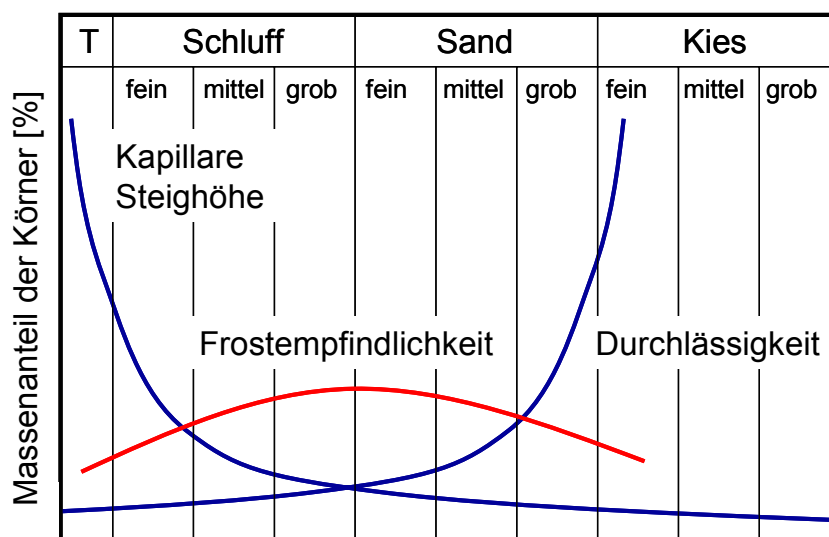 T Schluff Sand Kies
fein mittel grob fein mittel grob fein mittel grob
Kapillare
Steighöhe
Frostempfindlichkeit Durchlässigkeit
Massenanteil der Körner [%]